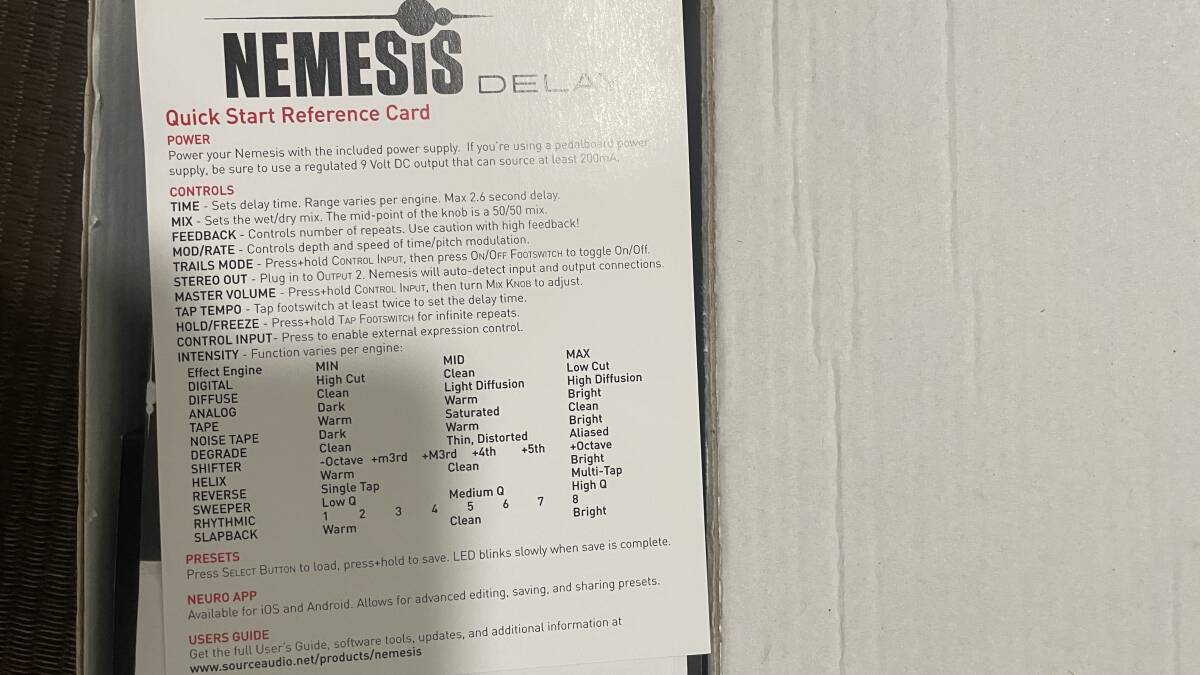 NEMESIS DELAY
Quick Start Reference Card
POWER
Power your Nemesis with the included power supply. If you're using a pedalboard power
supply, be sure to use a regulated 9 Volt DC output that can source at least 200mA.
CONTROLS
TIME - Sets delay time. Range varies per engine. Max 2.6 second delay.
MIX - Sets the wet/dry mix. The mid-point of the knob is a 50/50 mix.
FEEDBACK - Controls number of repeats. Use caution with high feedback!
MOD/RATE - Controls depth and speed of time/pitch modulation.
TRAILS MODE - Press+hold CONTROL INPUT, then press ON/OFF FOOTSWITCH to toggle On/Off.
STEREO OUT - Plug in to OUTPUT 2. Nemesis will auto-detect input and output connections.
MASTER VOLUME - Press+hold CONTROL INPUT, then turn MIX KNOB to adjust.
TAP TEMPO - Tap footswitch at least twice to set the delay time.
HOLD/FREEZE - Press+hold TAP FOOTSWITCH for infinite repeats.
CONTROL INPUT- Press to enable external expression control.
INTENSITY - Function varies per engine:
Effect Engine MIN MID MAX
DIGITAL High Cut Clean Low Cut
DIFFUSE Clean Light Diffusion High Diffusion
ANALOG Dark Warm Bright
TAPE Warm Saturated Clean
NOISE TAPE Dark Warm Bright
DEGRADE Clean Thin, Distorted Aliased
SHIFTER -Octave +m3rd +M3rd +4th +5th +Octave
HELIX Warm Clean Bright
REVERSE Single Tap Multi-Tap
SWEEPER Low Q Medium Q High Q
RHYTHMIC 1 2 3 4 5 6 7 8
SLAPBACK Warm Clean Bright
PRESETS
Press SELECT BUTTON to load, press+hold to save. LED blinks slowly when save is complete.
NEURO APP
Available for iOS and Android. Allows for advanced editing, saving, and sharing presets.
USERS GUIDE
Get the full User's Guide, software tools, updates, and additional information at
www.sourceaudio.net/products/nemesis